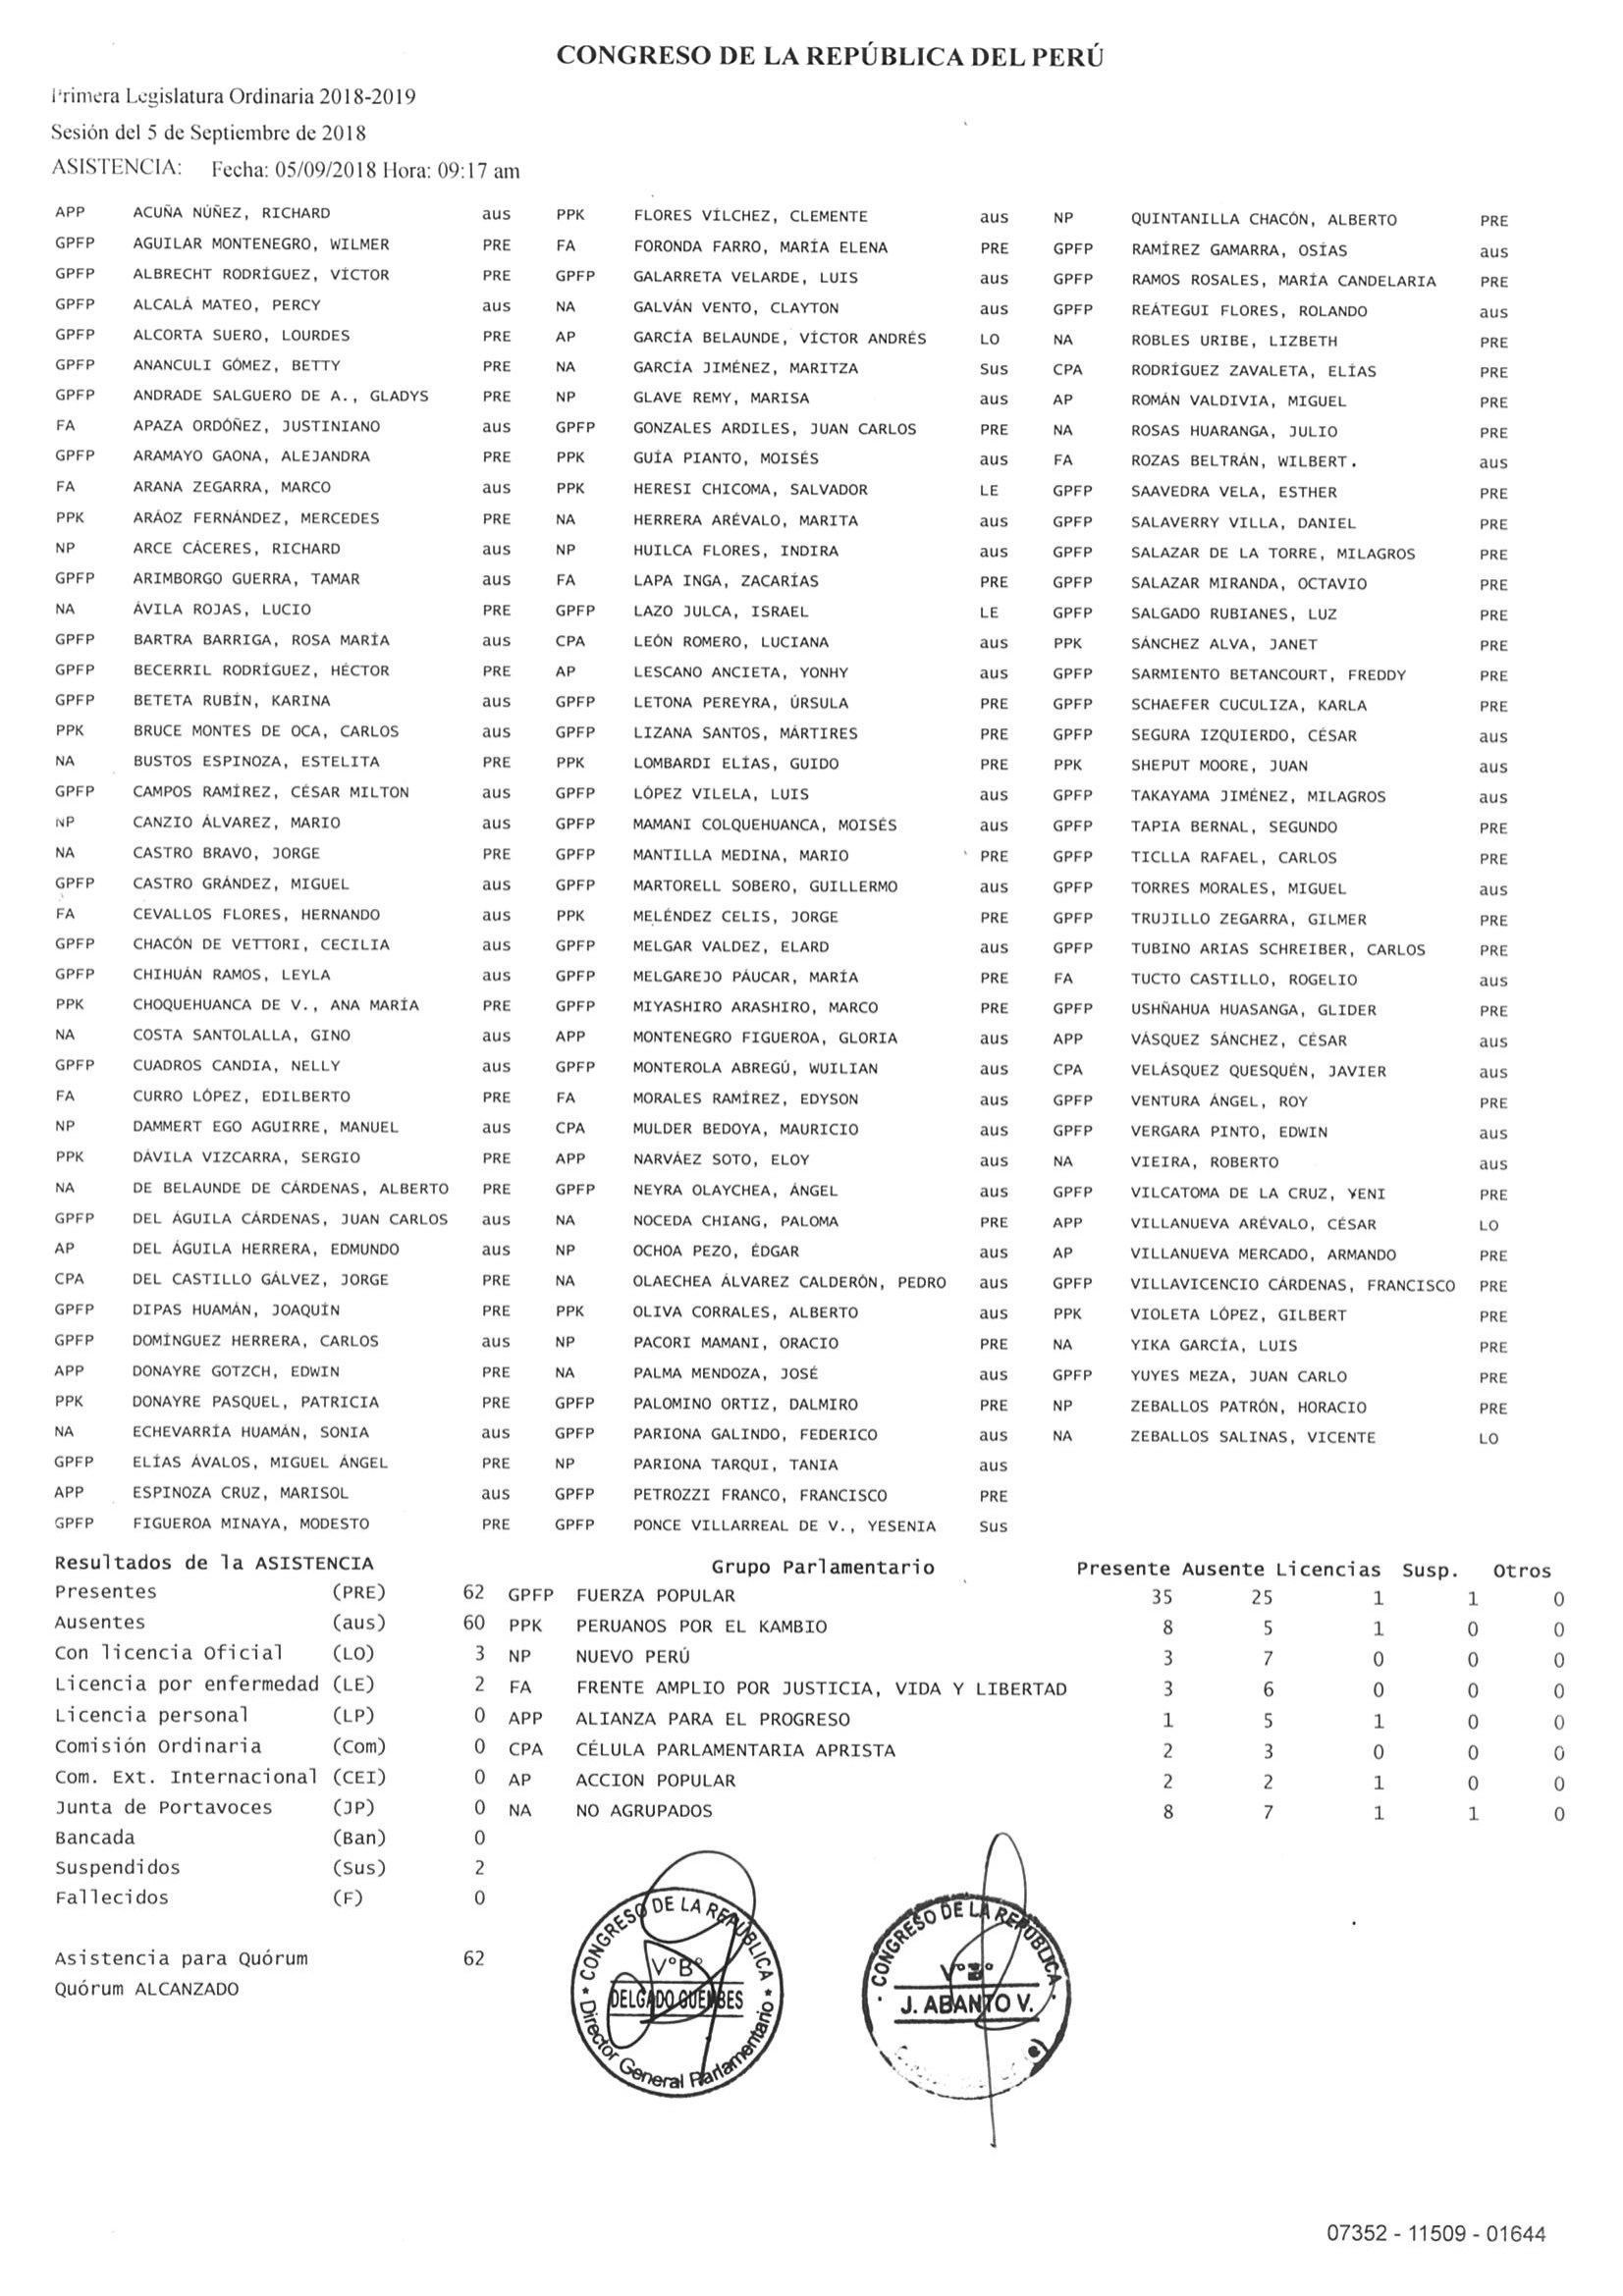 CONGRESO DE LA REPÚBLICA DEL PERÚ
Primera Legislatura Ordinaria 2018-2019
Sesión del 5 de Septiembre de 2018
ASISTENCIA: Fecha: 05/09/2018 Hora: 09:17 am
APP ACUÑA NÚÑEZ, RICHARD aus PPK FLORES VÍLCHEZ, CLEMENTE aus NP QUINTANILLA CHACÓN, ALBERTO PRE
GPFP AGUILAR MONTENEGRO, WILMER PRE FA FORONDA FARRO, MARÍA ELENA PRE GPFP RAMÍREZ GAMARRA, OSÍAS aus
GPFP ALBRECHT RODRÍGUEZ, VÍCTOR PRE GPFP GALARRETA VELARDE, LUIS aus GPFP RAMOS ROSALES, MARÍA CANDELARIA PRE
GPFP ALCALÁ MATEO, PERCY aus NA GALVÁN VENTO, CLAYTON aus GPFP REÁTEGUI FLORES, ROLANDO aus
GPFP ALCORTA SUERO, LOURDES PRE AP GARCÍA BELAUNDE, VÍCTOR ANDRÉS LO NA ROBLES URIBE, LIZBETH PRE
GPFP ANANCULI GÓMEZ, BETTY PRE NA GARCÍA JIMÉNEZ, MARITZA Sus CPA RODRÍGUEZ ZAVALETA, ELÍAS PRE
GPFP ANDRADE SALGUERO DE A., GLADYS PRE NP GLAVE REMY, MARISA aus AP ROMÁN VALDIVIA, MIGUEL PRE
FA APAZA ORDÓÑEZ, JUSTINIANO aus GPFP GONZALES ARDILES, JUAN CARLOS PRE NA ROSAS HUARANGA, JULIO PRE
GPFP ARAMAYO GAONA, ALEJANDRA PRE PPK GUÍA PIANTO, MOISÉS aus FA ROZAS BELTRÁN, WILBERT. aus
FA ARANA ZEGARRA, MARCO aus PPK HERESI CHICOMA, SALVADOR LE GPFP SAAVEDRA VELA, ESTHER PRE
PPK ARÁOZ FERNÁNDEZ, MERCEDES PRE NA HERRERA ARÉVALO, MARITA aus GPFP SALAVERRY VILLA, DANIEL PRE
NP ARCE CÁCERES, RICHARD aus NP HUILCA FLORES, INDIRA aus GPFP SALAZAR DE LA TORRE, MILAGROS PRE
GPFP ARIMBORGO GUERRA, TAMAR aus FA LAPA INGA, ZACARÍAS PRE GPFP SALAZAR MIRANDA, OCTAVIO PRE
NA ÁVILA ROJAS, LUCIO PRE GPFP LAZO JULCA, ISRAEL LE GPFP SALGADO RUBIANES, LUZ PRE
GPFP BARTRA BARRIGA, ROSA MARÍA aus CPA LEÓN ROMERO, LUCIANA aus PPK SÁNCHEZ ALVA, JANET PRE
GPFP BECERRIL RODRÍGUEZ, HÉCTOR PRE AP LESCANO ANCIETA, YONHY aus GPFP SARMIENTO BETANCOURT, FREDDY PRE
GPFP BETETA RUBÍN, KARINA aus GPFP LETONA PEREYRA, ÚRSULA PRE GPFP SCHAEFER CUCULIZA, KARLA PRE
PPK BRUCE MONTES DE OCA, CARLOS aus GPFP LIZANA SANTOS, MÁRTIRES PRE GPFP SEGURA IZQUIERDO, CÉSAR aus
NA BUSTOS ESPINOZA, ESTELITA PRE PPK LOMBARDI ELÍAS, GUIDO PRE PPK SHEPUT MOORE, JUAN aus
GPFP CAMPOS RAMÍREZ, CÉSAR MILTON aus GPFP LÓPEZ VILELA, LUIS aus GPFP TAKAYAMA JIMÉNEZ, MILAGROS aus
NP CANZIO ÁLVAREZ, MARIO aus GPFP MAMANI COLQUEHUANCA, MOISÉS aus GPFP TAPIA BERNAL, SEGUNDO PRE
NA CASTRO BRAVO, JORGE PRE GPFP MANTILLA MEDINA, MARIO PRE GPFP TICLLA RAFAEL, CARLOS PRE
GPFP CASTRO GRÁNDEZ, MIGUEL aus GPFP MARTORELL SOBERO, GUILLERMO aus GPFP TORRES MORALES, MIGUEL aus
FA CEVALLOS FLORES, HERNANDO aus PPK MELÉNDEZ CELIS, JORGE PRE GPFP TRUJILLO ZEGARRA, GILMER PRE
GPFP CHACÓN DE VETTORI, CECILIA aus GPFP MELGAR VALDEZ, ELARD aus GPFP TUBINO ARIAS SCHREIBER, CARLOS PRE
GPFP CHIHUÁN RAMOS, LEYLA aus GPFP MELGAREJO PÁUCAR, MARÍA PRE FA TUCTO CASTILLO, ROGELIO aus
PPK CHOQUEHUANCA DE V., ANA MARÍA PRE GPFP MIYASHIRO ARASHIRO, MARCO PRE GPFP USHÑAHUA HUASANGA, GLIDER PRE
NA COSTA SANTOLALLA, GINO aus APP MONTENEGRO FIGUEROA, GLORIA aus APP VÁSQUEZ SÁNCHEZ, CÉSAR aus
GPFP CUADROS CANDIA, NELLY aus GPFP MONTEROLA ABREGÚ, WUILIAN aus CPA VELÁSQUEZ QUESQUÉN, JAVIER aus
FA CURRO LÓPEZ, EDILBERTO PRE FA MORALES RAMÍREZ, EDYSON aus GPFP VENTURA ÁNGEL, ROY PRE
NP DAMMERT EGO AGUIRRE, MANUEL aus CPA MULDER BEDOYA, MAURICIO aus GPFP VERGARA PINTO, EDWIN aus
PPK DÁVILA VIZCARRA, SERGIO PRE APP NARVÁEZ SOTO, ELOY aus NA VIEIRA, ROBERTO aus
NA DE BELAUNDE DE CÁRDENAS, ALBERTO PRE GPFP NEYRA OLAYCHEA, ÁNGEL aus GPFP VILCATOMA DE LA CRUZ, YENI PRE
GPFP DEL ÁGUILA CÁRDENAS, JUAN CARLOS aus NA NOCEDA CHIANG, PALOMA PRE APP VILLANUEVA ARÉVALO, CÉSAR LO
AP DEL ÁGUILA HERRERA, EDMUNDO aus NP OCHOA PEZO, ÉDGAR aus AP VILLANUEVA MERCADO, ARMANDO PRE
CPA DEL CASTILLO GÁLVEZ, JORGE PRE NA OLAECHEA ÁLVAREZ CALDERÓN, PEDRO aus GPFP VILLAVICENCIO CÁRDENAS, FRANCISCO PRE
GPFP DIPAS HUAMÁN, JOAQUÍN PRE PPK OLIVA CORRALES, ALBERTO aus PPK VIOLETA LÓPEZ, GILBERT PRE
GPFP DOMÍNGUEZ HERRERA, CARLOS aus NP PACORI MAMANI, ORACIO PRE NA YIKA GARCÍA, LUIS PRE
APP DONAYRE GOTZCH, EDWIN PRE NA PALMA MENDOZA, JOSÉ aus GPFP YUYES MEZA, JUAN CARLO PRE
PPK DONAYRE PASQUEL, PATRICIA PRE GPFP PALOMINO ORTIZ, DALMIRO PRE NP ZEBALLOS PATRÓN, HORACIO PRE
NA ECHEVARRÍA HUAMÁN, SONIA aus GPFP PARIONA GALINDO, FEDERICO aus NA ZEBALLOS SALINAS, VICENTE LO
GPFP ELÍAS ÁVALOS, MIGUEL ÁNGEL PRE NP PARIONA TARQUI, TANIA aus
APP ESPINOZA CRUZ, MARISOL aus GPFP PETROZZI FRANCO, FRANCISCO PRE
GPFP FIGUEROA MINAYA, MODESTO PRE GPFP PONCE VILLARREAL DE V., YESENIA Sus
Resultados de la ASISTENCIA Grupo Parlamentario Presente Ausente Licencias Susp. Otros
Presentes (PRE) 62 GPFP FUERZA POPULAR 35 25 1 1 0
Ausentes (aus) 60 PPK PERUANOS POR EL KAMBIO 8 5 1 0 0
Con licencia Oficial (LO) 3 NP NUEVO PERÚ 3 7 0 0 0
Licencia por enfermedad (LE) 2 FA FRENTE AMPLIO POR JUSTICIA, VIDA Y LIBERTAD 3 6 0 0 0
Licencia personal (LP) 0 APP ALIANZA PARA EL PROGRESO 1 5 1 0 0
Comisión Ordinaria (Com) 0 CPA CÉLULA PARLAMENTARIA APRISTA 2 3 0 0 0
Com. Ext. Internacional (CEI) 0 AP ACCION POPULAR 2 2 1 0 0
Junta de Portavoces (JP) 0 NA NO AGRUPADOS 8 7 1 1 0
Bancada (Ban) 0
Suspendidos (Sus) 2
Fallecidos (F) 0
Asistencia para Quórum 62
Quórum ALCANZADO
* CONGRESO DE LA REPÚBLICA *
V°B°
DELGADO GUEMBES
Director General Parlamentario
· CONGRESO DE LA REPÚBLICA ·
J. ABANTO V.
07352 - 11509 - 01644